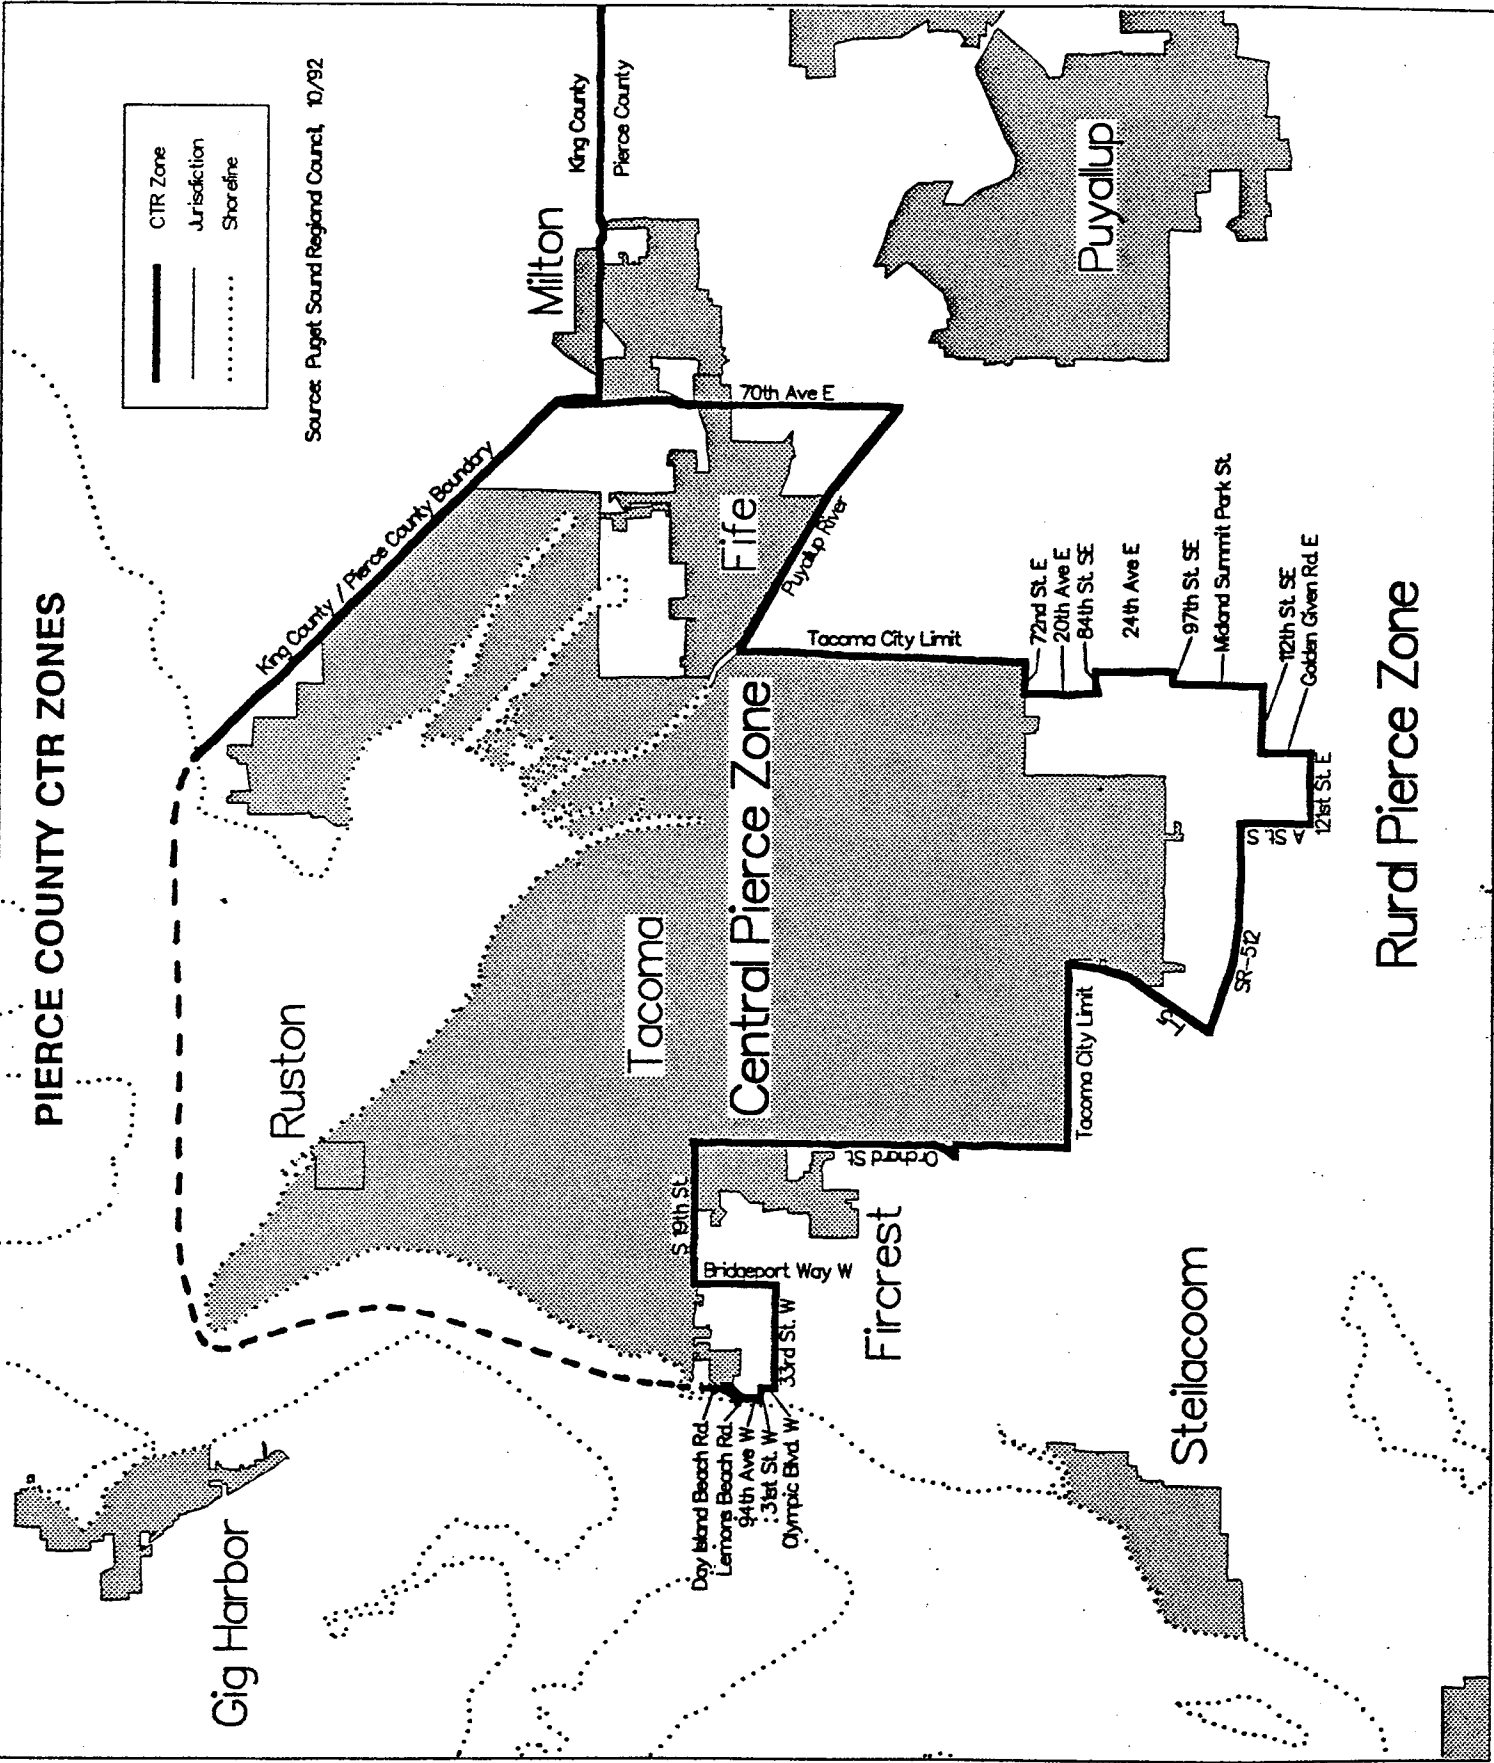 PIERCE COUNTY CTR ZONES
CTR Zone
Jurisdiction
Shoreline
Source: Puget Sound Regional Council, 10/92
King County
Pierce County
Milton
King County / Pierce County Boundary
70th Ave E
Puyallup
Fife
Puyallup River
Tacoma City Limit
72nd St. E
20th Ave E
84th St. SE
24th Ave E
97th St. SE
Midland Summit Park St.
112th St. SE
Golden Given Rd. E
121st St. E
A St. S
SR-512
I-5
Tacoma City Limit
Rural Pierce Zone
Central Pierce Zone
Tacoma
Ruston
Orchard St.
S 19th St.
Bridgeport Way W
33rd St. W
Fircrest
Day Island Beach Rd.
Lemons Beach Rd.
94th Ave W
31st St. W
Olympic Blvd. W
Steilacoom
Gig Harbor